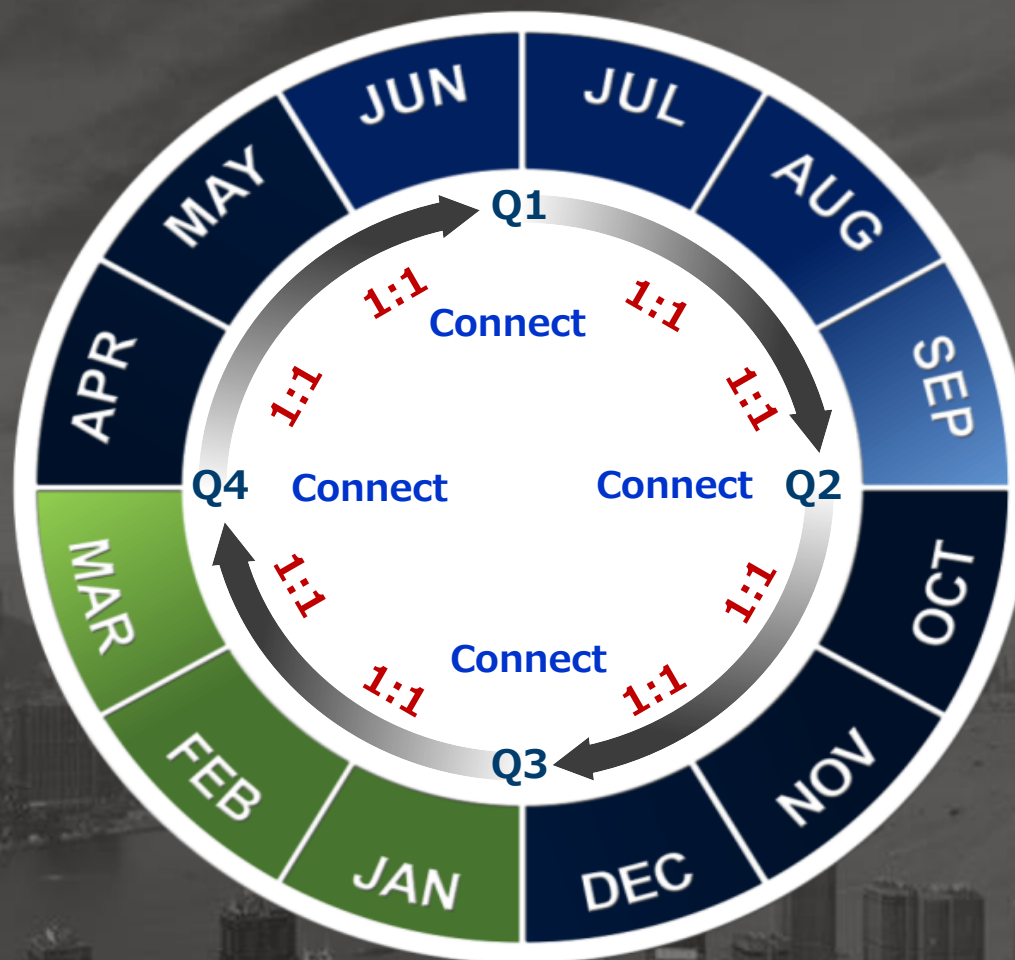 JUN
JUL
MAY
AUG
Q1
1:1
1:1
Connect
APR
SEP
1:1
1:1
Q4
Connect
Connect
Q2
MAR
OCT
1:1
1:1
Connect
1:1
1:1
FEB
NOV
Q3
JAN
DEC